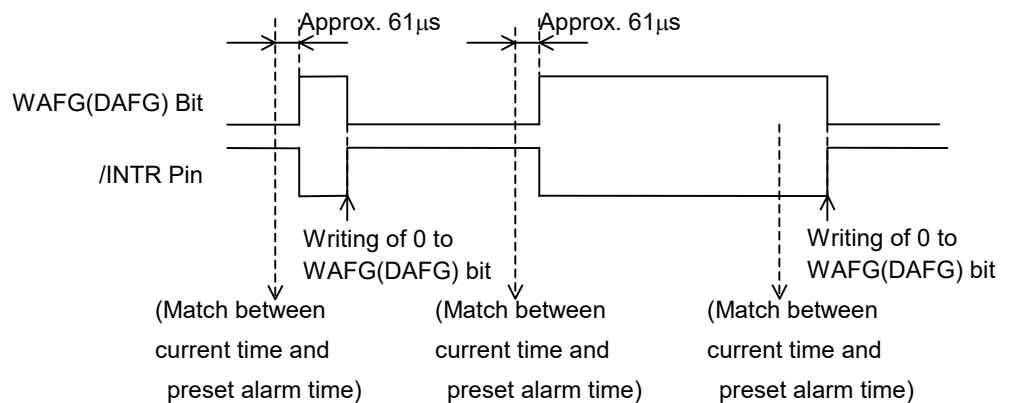 Approx. 61μs
Approx. 61μs
WAFG(DAFG) Bit
/INTR Pin
Writing of 0 to
WAFG(DAFG) bit
Writing of 0 to
WAFG(DAFG) bit
(Match between
current time and
preset alarm time)
(Match between
current time and
preset alarm time)
(Match between
current time and
preset alarm time)